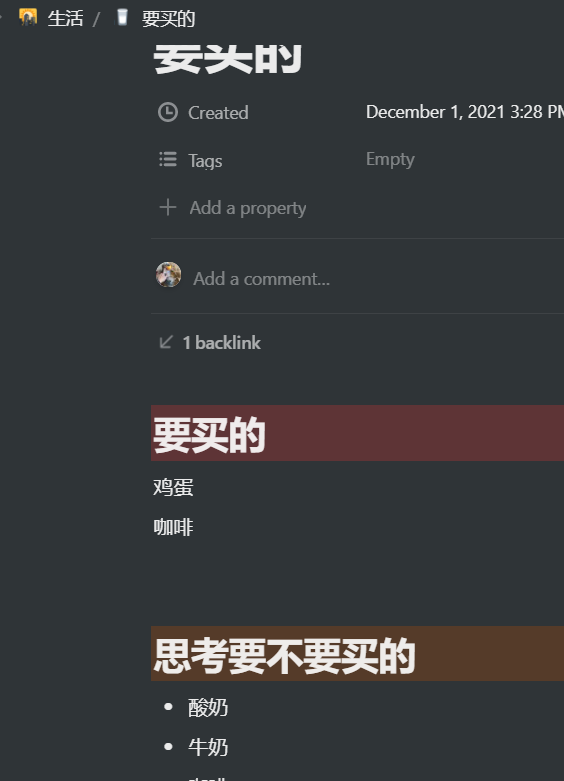 生活 / 要买的
要买的
Created December 1, 2021 3:28 PM
Tags Empty
Add a property
Add a comment...
1 backlink
要买的
鸡蛋
咖啡
思考要不要买的
酸奶
牛奶